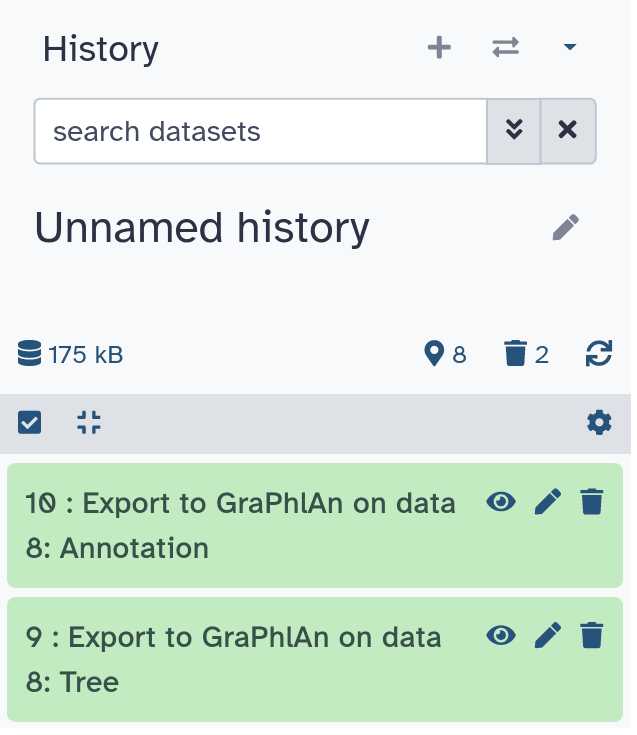 History
search datasets
Unnamed history
175 kB 8 2
10 : Export to GraPhlAn on data
8: Annotation
9 : Export to GraPhlAn on data
8: Tree